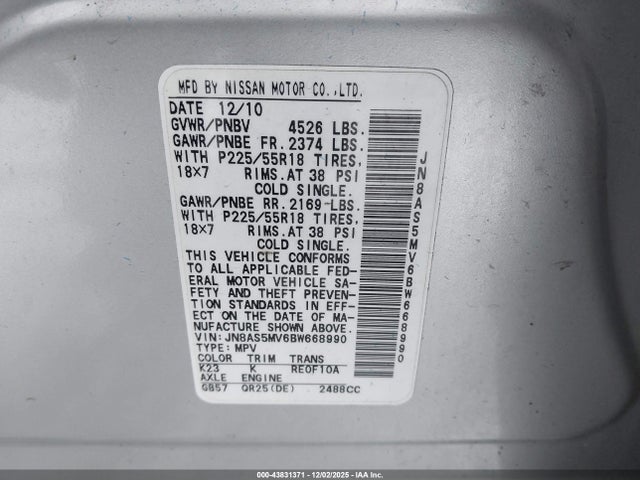 MFD BY NISSAN MOTOR CO.,LTD.
DATE 12/10
GVWR/PNBV 4526 LBS.
GAWR/PNBE FR. 2374 LBS.
WITH P225/55R18 TIRES,
18×7 RIMS.AT 38 PSI
COLD SINGLE.
GAWR/PNBE RR. 2169 LBS.
WITH P225/55R18 TIRES,
18×7 RIMS.AT 38 PSI
COLD SINGLE.
THIS VEHICLE CONFORMS
TO ALL APPLICABLE FED-
ERAL MOTOR VEHICLE SA-
FETY AND THEFT PREVEN-
TION STANDARDS IN EFF-
ECT ON THE DATE OF MA-
NUFACTURE SHOWN ABOVE.
VIN: JN8AS5MV6BW668990
TYPE: MPV
COLOR TRIM TRANS
K23 K RE0F10A
AXLE ENGINE
GB57 QR25(DE) 2488CC
JN8AS5MV6BW668990
000-43831371 - 12/02/2025 - IAA Inc.